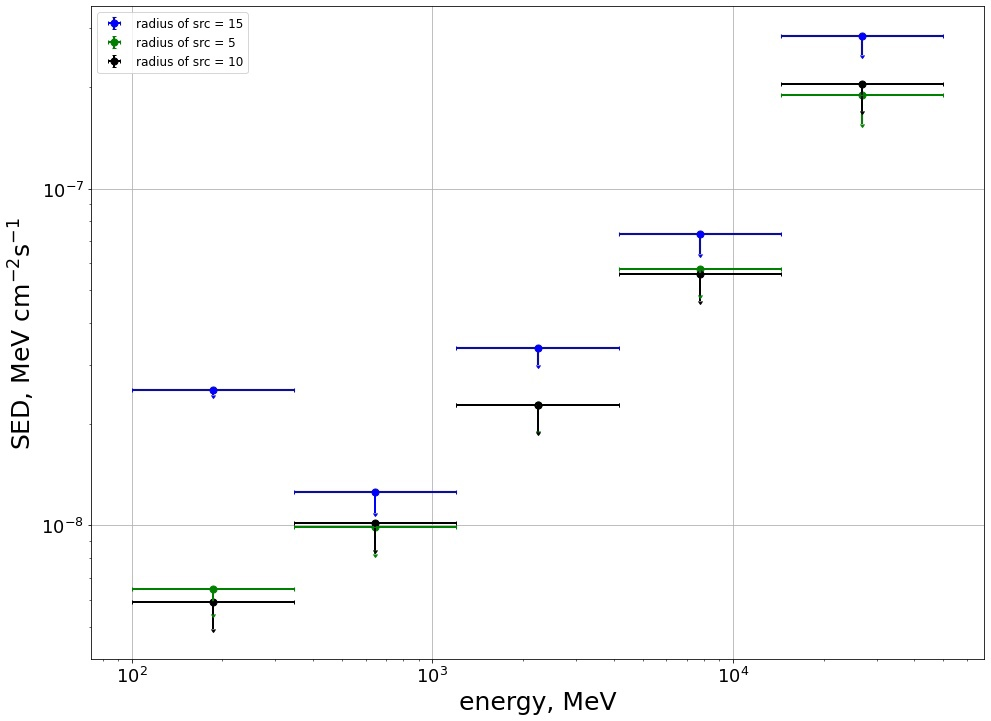 radius of src = 15
radius of src = 5
radius of src = 10
10⁻⁷
10⁻⁸
SED, MeV cm⁻²s⁻¹
10² 10³ 10⁴
energy, MeV